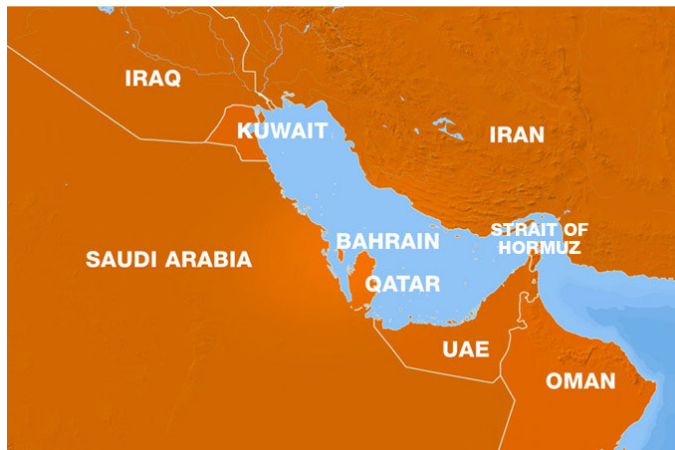 IRAQ
KUWAIT
IRAN
STRAIT OF
HORMUZ
BAHRAIN
SAUDI ARABIA
QATAR
UAE
OMAN